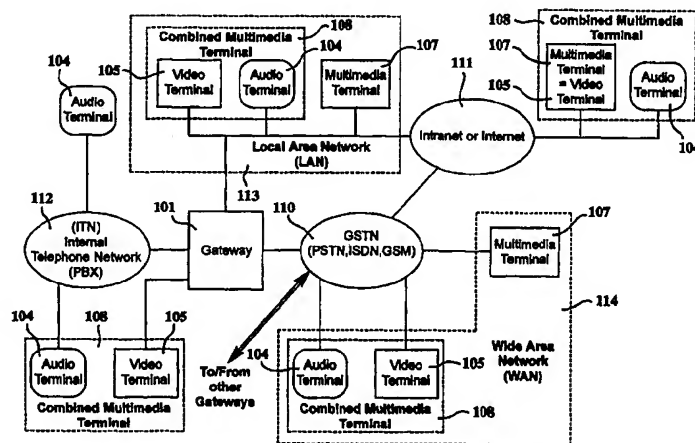 108
Combined Multimedia
Terminal
104
107
105
Video
Terminal
Audio
Terminal
Multimedia
Terminal
Local Area Network
(LAN)
113
108
Combined Multimedia
Terminal
107
Multimedia
Terminal
= Video
Terminal
105
Audio
Terminal
104
111
Intranet or Internet
104
Audio
Terminal
112
(ITN)
Internal
Telephone Network
(PBX)
101
Gateway
110
GSTN
(PSTN,ISDN,GSM)
107
Multimedia
Terminal
114
Wide Area
Network
(WAN)
104
108
105
Audio
Terminal
Video
Terminal
Combined Multimedia
Terminal
To/From
other
Gateways
104
Audio
Terminal
Video
Terminal
105
Combined Multimedia
Terminal
108